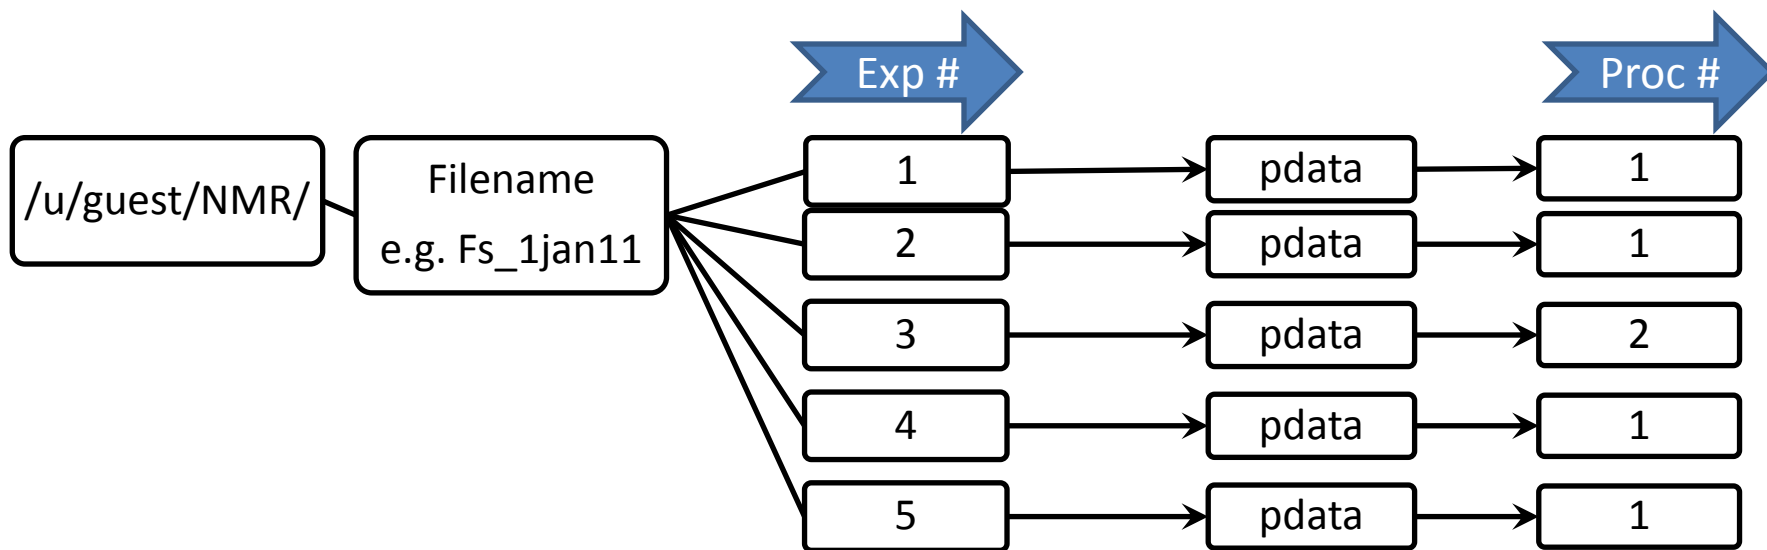 Exp #
Proc #
/u/guest/NMR/
Filename
e.g. Fs_1jan11
1
pdata
1
2
pdata
1
3
pdata
2
4
pdata
1
5
pdata
1